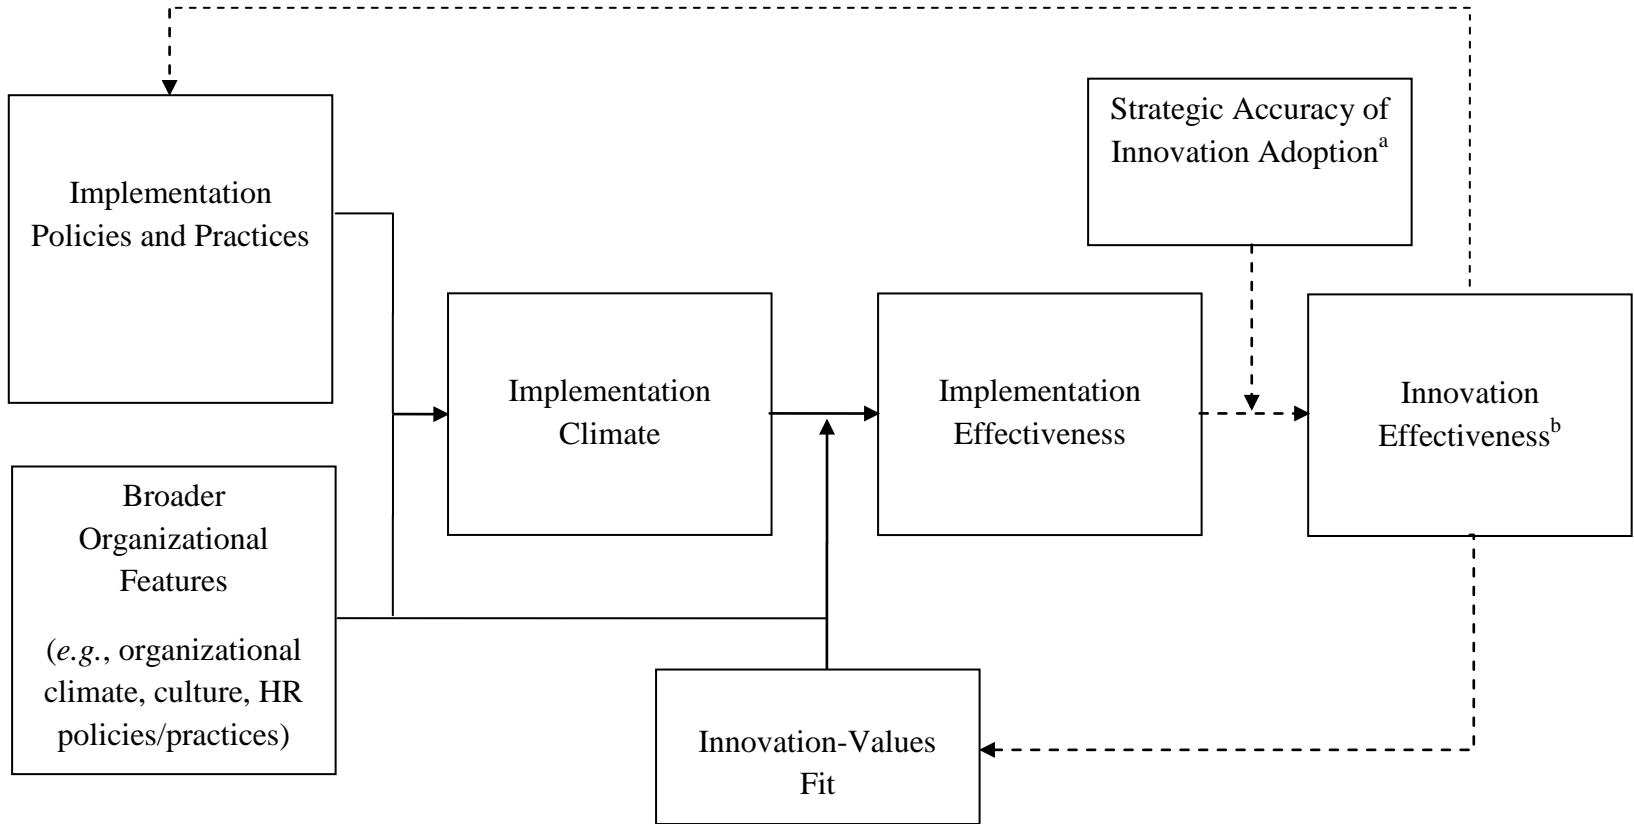 Strategic Accuracy of
Innovation Adoptionᵃ
Implementation
Policies and Practices
Implementation
Climate
Implementation
Effectiveness
Innovation
Effectivenessᵇ
Broader
Organizational
Features
(e.g., organizational
climate, culture, HR
policies/practices)
Innovation-Values
Fit